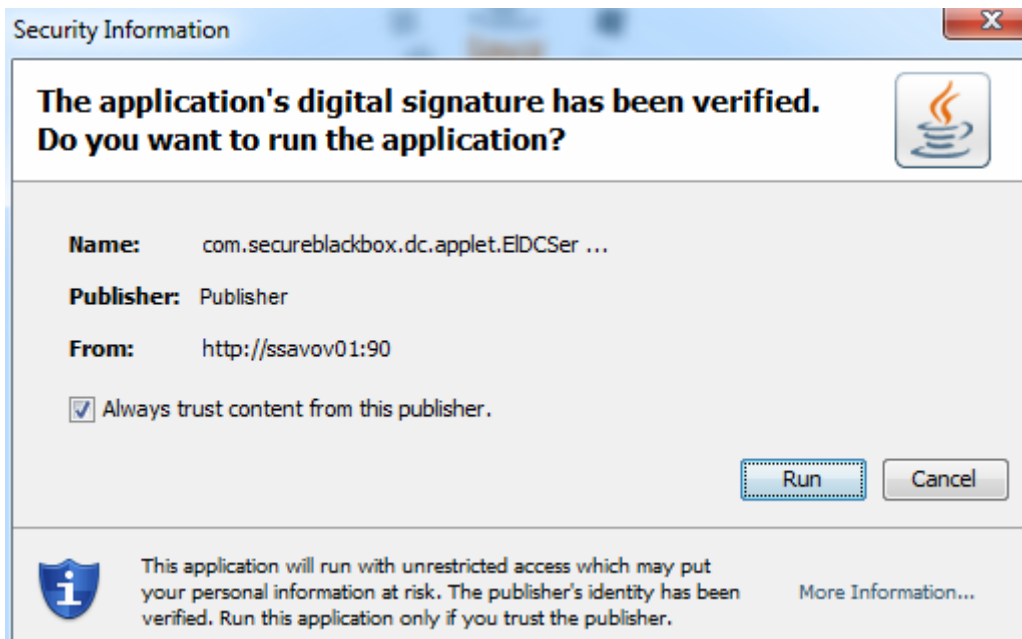 Security Information
The application's digital signature has been verified.
Do you want to run the application?
Name: com.secureblackbox.dc.applet.ElDCSer ...
Publisher: Publisher
From: http://ssavov01:90
Always trust content from this publisher.
Run Cancel
This application will run with unrestricted access which may put
your personal information at risk. The publisher's identity has been More Information...
verified. Run this application only if you trust the publisher.